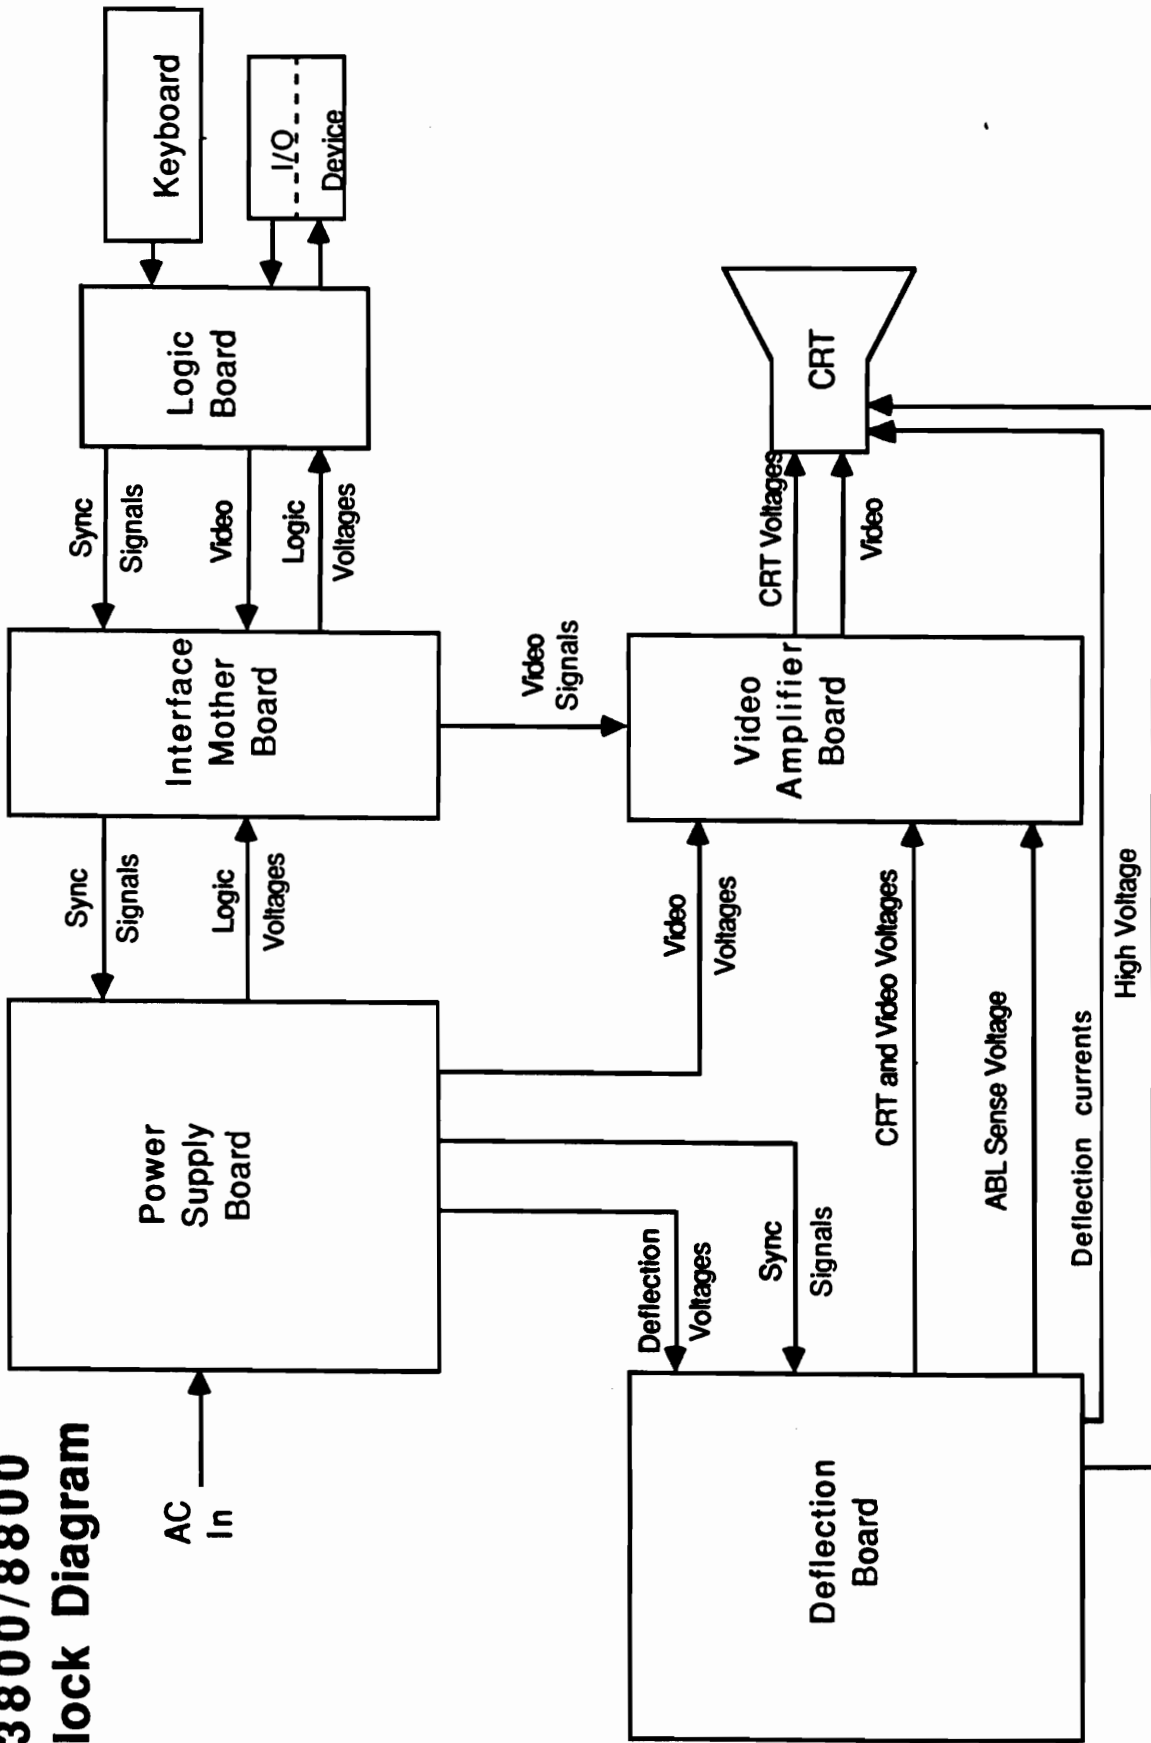 3800/8800
lock Diagram
AC
In
Power
Supply
Board
Sync
Signals
Logic
Voltages
Interface
Mother
Board
Sync
Signals
Video
Logic
Voltages
Logic
Board
Keyboard
I/O
Device
Video
Signals
Deflection
Voltages
Sync
Signals
Video
Voltages
Deflection
Board
CRT and Video Voltages
ABL Sense Voltage
Deflection currents
High Voltage
Video
Amplifier
Board
CRT Voltages
Video
CRT